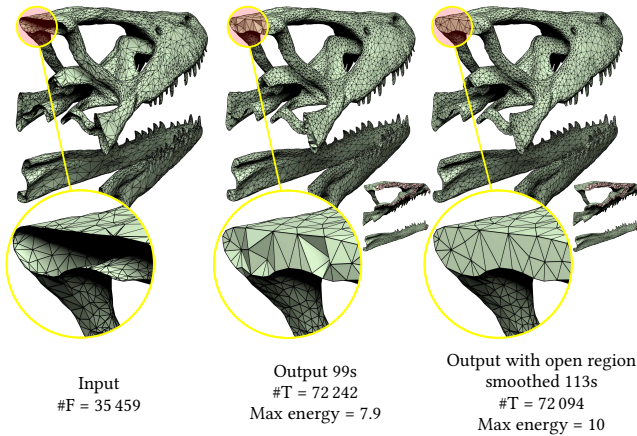 Input
#F = 35 459
Output 99s
#T = 72 242
Max energy = 7.9
Output with open region
smoothed 113s
#T = 72 094
Max energy = 10